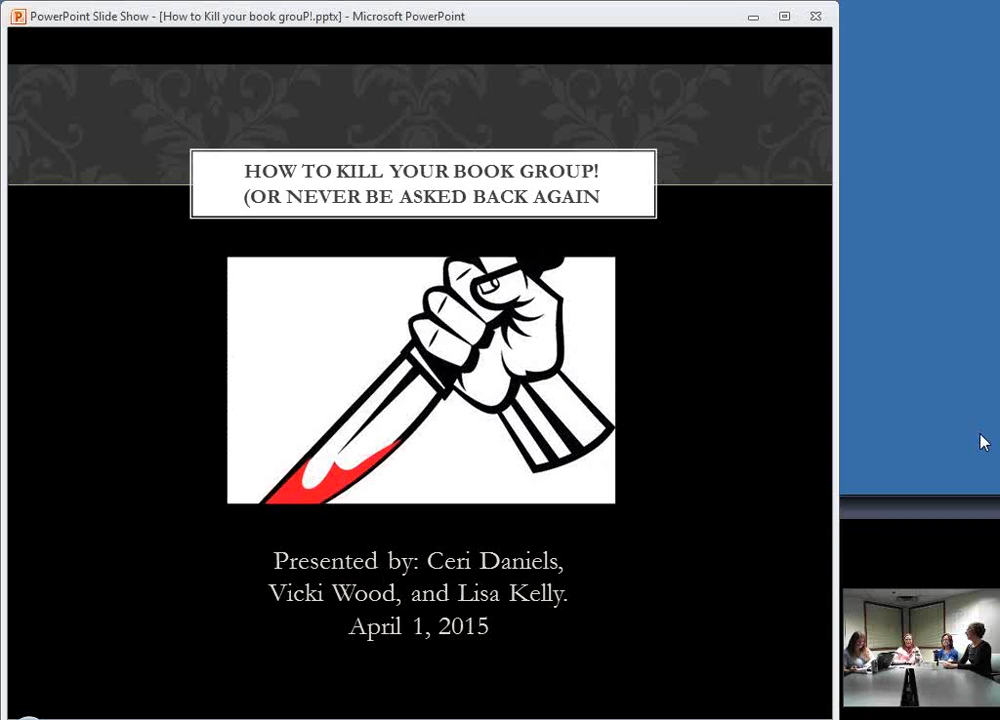 PowerPoint Slide Show - [How to Kill your book grouP!.pptx] - Microsoft PowerPoint
HOW TO KILL YOUR BOOK GROUP!
(OR NEVER BE ASKED BACK AGAIN
Presented by: Ceri Daniels,
Vicki Wood, and Lisa Kelly.
April 1, 2015